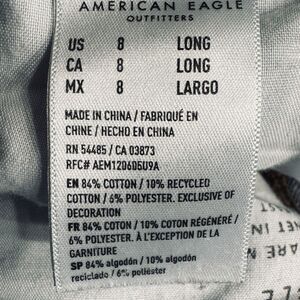 AMERICAN EAGLE
OUTFITTERS
US 8 LONG
CA 8 LONG
MX 8 LARGO
MADE IN CHINA / FABRIQUÉ EN
CHINE / HECHO EN CHINA
RN 54485 / CA 03873
RFC# AEM120605U9A
EN 84% COTTON / 10% RECYCLED
COTTON / 6% POLYESTER. EXCLUSIVE OF
DECORATION
FR 84% COTON / 10% COTON RÉGÉNÉRÉ /
6% POLYESTER. À L'EXCEPTION DE LA
GARNITURE
SP 84% algodón / 10% algodón
reciclado / 6% poliéster